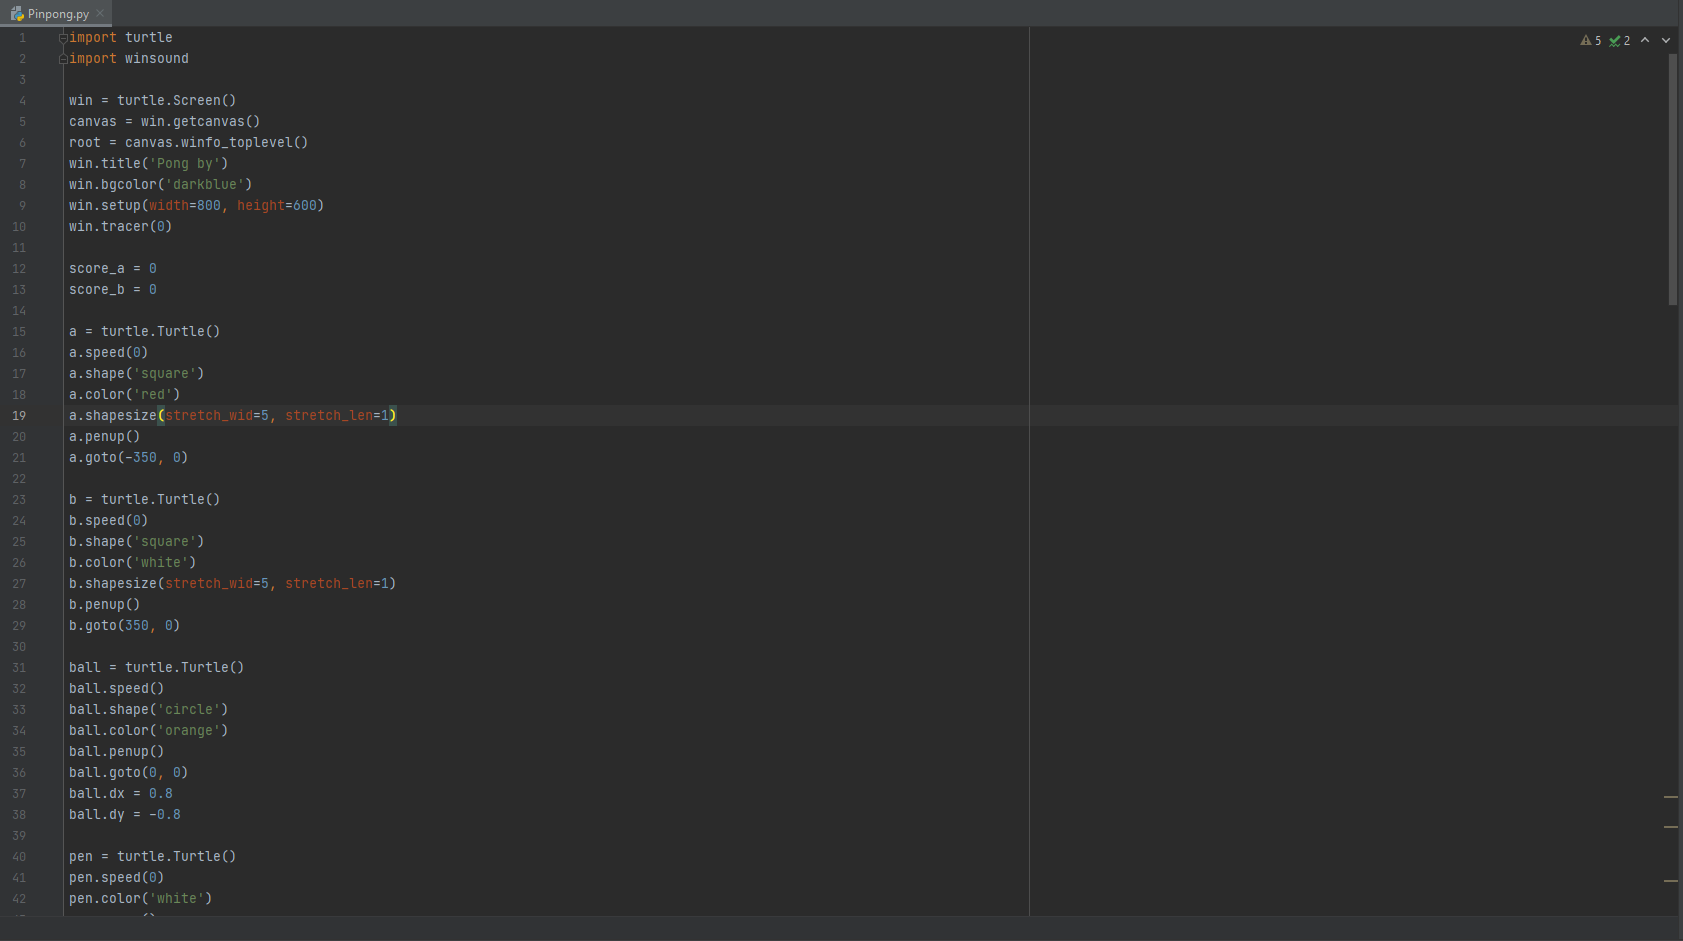 Pinpong.py
5 2
1 import turtle
2 import winsound
3
4 win = turtle.Screen()
5 canvas = win.getcanvas()
6 root = canvas.winfo_toplevel()
7 win.title('Pong by')
8 win.bgcolor('darkblue')
9 win.setup(width=800, height=600)
10 win.tracer(0)
11
12 score_a = 0
13 score_b = 0
14
15 a = turtle.Turtle()
16 a.speed(0)
17 a.shape('square')
18 a.color('red')
19 a.shapesize(stretch_wid=5, stretch_len=1)
20 a.penup()
21 a.goto(-350, 0)
22
23 b = turtle.Turtle()
24 b.speed(0)
25 b.shape('square')
26 b.color('white')
27 b.shapesize(stretch_wid=5, stretch_len=1)
28 b.penup()
29 b.goto(350, 0)
30
31 ball = turtle.Turtle()
32 ball.speed()
33 ball.shape('circle')
34 ball.color('orange')
35 ball.penup()
36 ball.goto(0, 0)
37 ball.dx = 0.8
38 ball.dy = -0.8
39
40 pen = turtle.Turtle()
41 pen.speed(0)
42 pen.color('white')